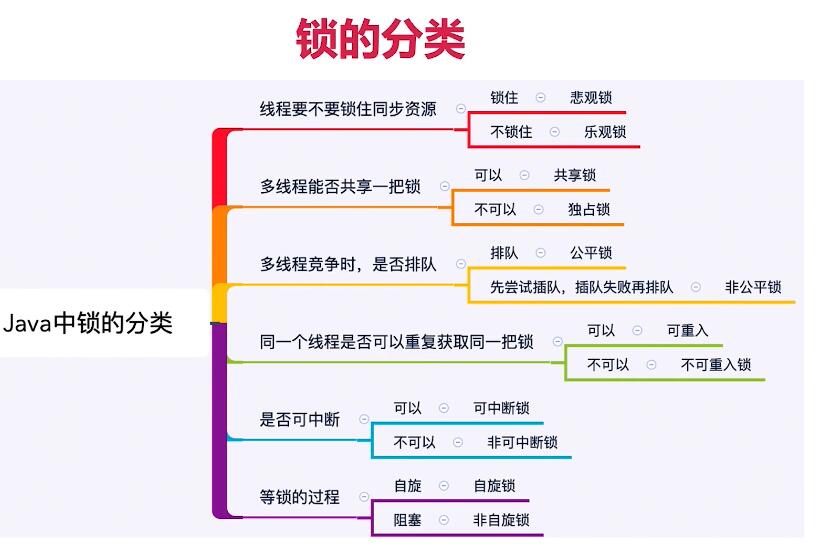 锁的分类
Java中锁的分类
线程要不要锁住同步资源
锁住 悲观锁
不锁住 乐观锁
多线程能否共享一把锁
可以 共享锁
不可以 独占锁
多线程竞争时，是否排队
排队 公平锁
先尝试插队，插队失败再排队 非公平锁
同一个线程是否可以重复获取同一把锁
可以 可重入
不可以 不可重入锁
是否可中断
可以 可中断锁
不可以 非可中断锁
等锁的过程
自旋 自旋锁
阻塞 非自旋锁